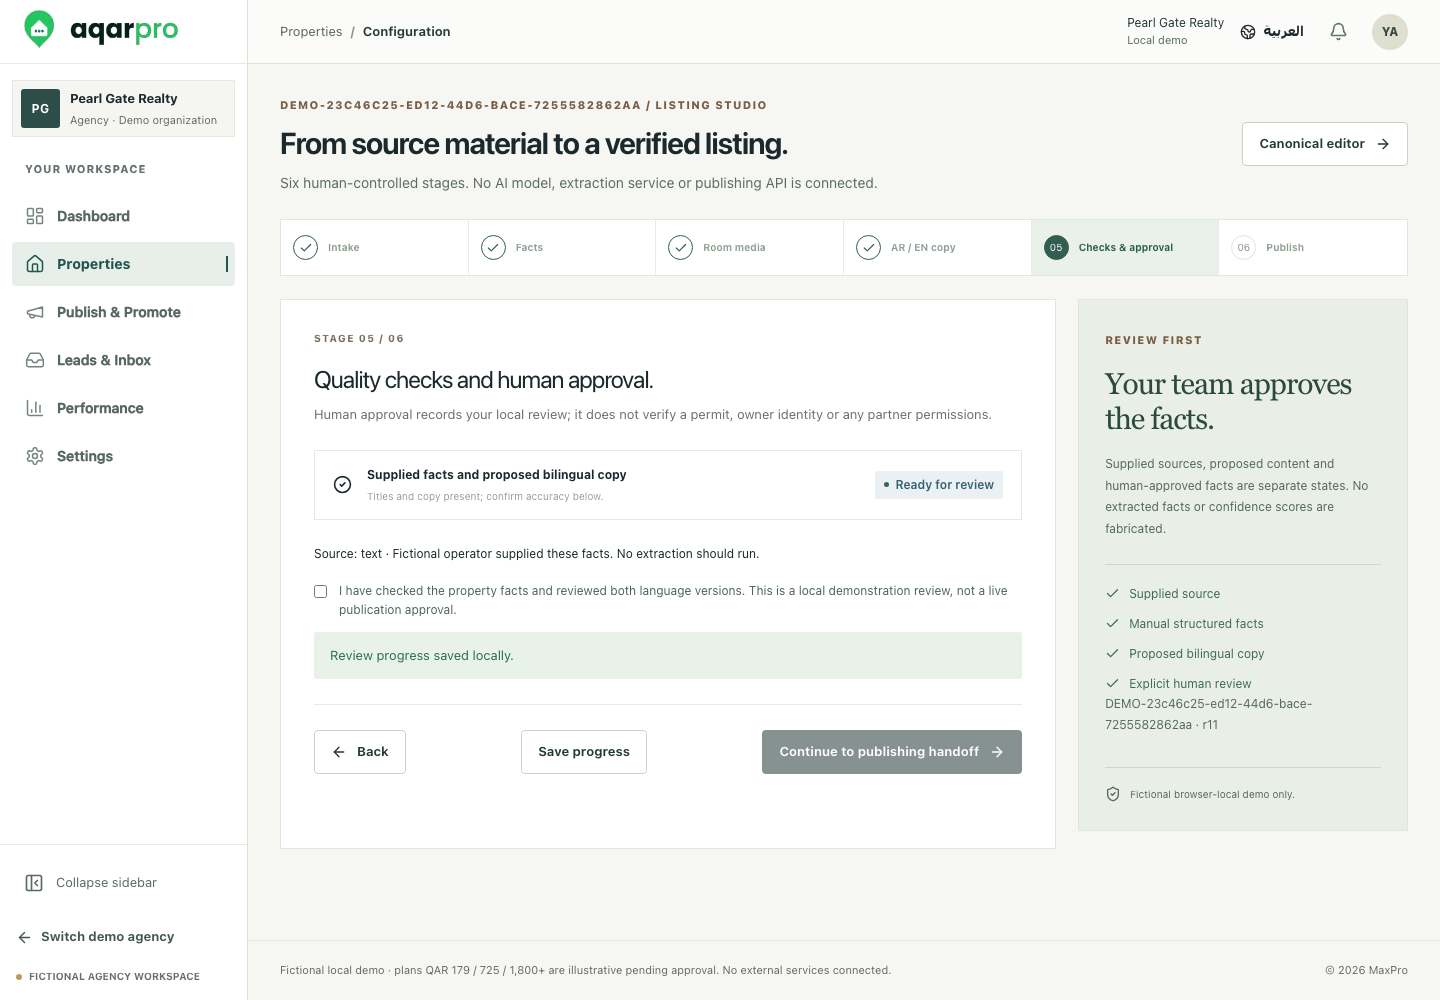 aqarpro
PG
Pearl Gate Realty
Agency · Demo organization
YOUR WORKSPACE
Dashboard
Properties
Publish & Promote
Leads & Inbox
Performance
Settings
Collapse sidebar
Switch demo agency
FICTIONAL AGENCY WORKSPACE
Properties / Configuration
Pearl Gate Realty
Local demo
العربية
YA
DEMO-23C46C25-ED12-44D6-BACE-7255582862AA / LISTING STUDIO
From source material to a verified listing.
Six human-controlled stages. No AI model, extraction service or publishing API is connected.
Canonical editor
Intake
Facts
Room media
AR / EN copy
05 Checks & approval
06 Publish
STAGE 05 / 06
Quality checks and human approval.
Human approval records your local review; it does not verify a permit, owner identity or any partner permissions.
Supplied facts and proposed bilingual copy
Titles and copy present; confirm accuracy below.
Ready for review
Source: text · Fictional operator supplied these facts. No extraction should run.
I have checked the property facts and reviewed both language versions. This is a local demonstration review, not a live
publication approval.
Review progress saved locally.
Back
Save progress
Continue to publishing handoff
REVIEW FIRST
Your team approves
the facts.
Supplied sources, proposed content and
human-approved facts are separate states. No
extracted facts or confidence scores are
fabricated.
Supplied source
Manual structured facts
Proposed bilingual copy
Explicit human review
DEMO-23c46c25-ed12-44d6-bace-
7255582862aa · r11
Fictional browser-local demo only.
Fictional local demo · plans QAR 179 / 725 / 1,800+ are illustrative pending approval. No external services connected.
© 2026 MaxPro